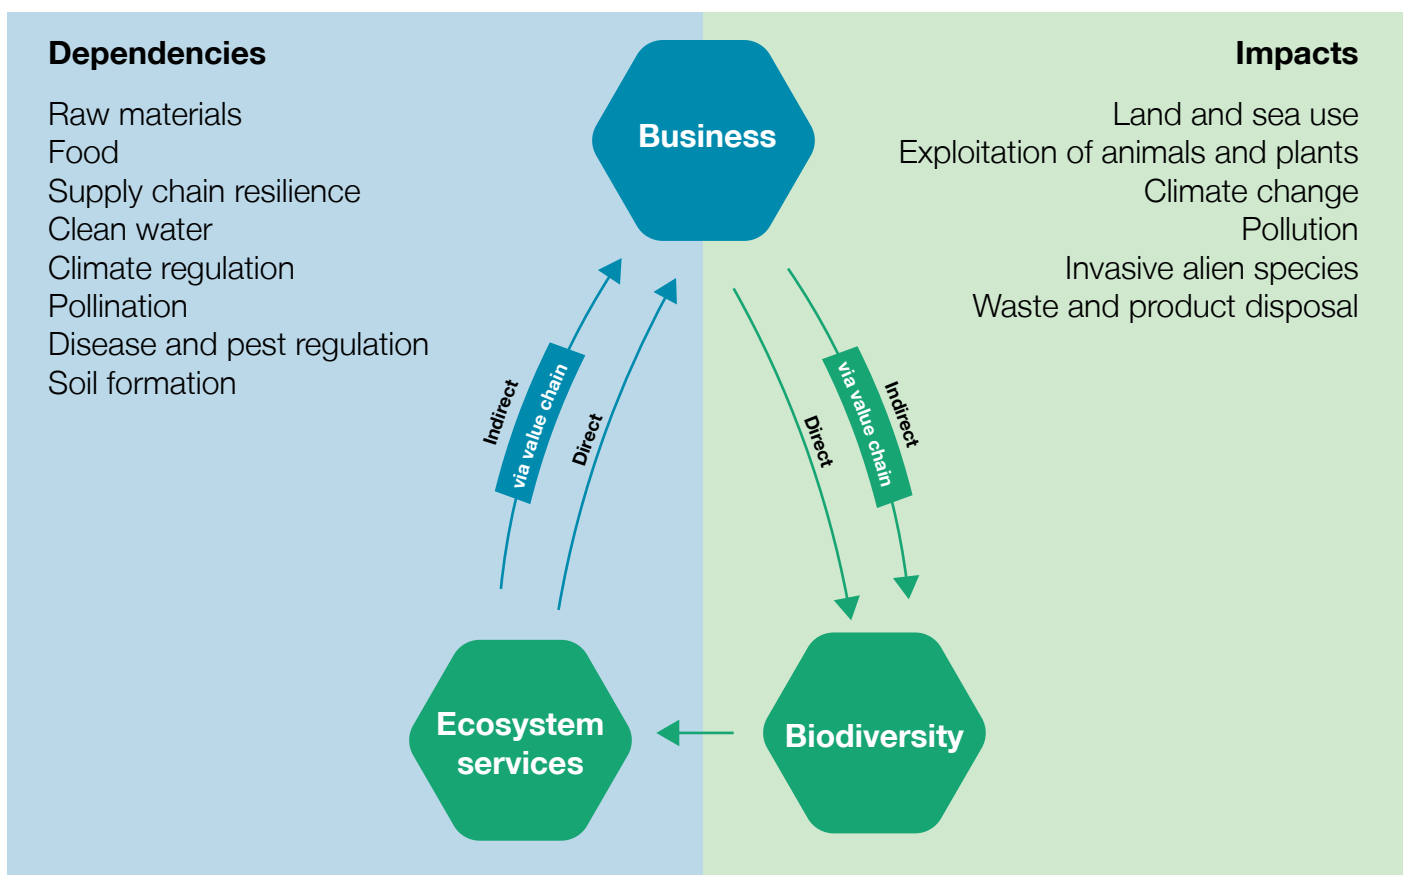 Dependencies
Raw materials
Food
Supply chain resilience
Clean water
Climate regulation
Pollination
Disease and pest regulation
Soil formation
Business
Impacts
Land and sea use
Exploitation of animals and plants
Climate change
Pollution
Invasive alien species
Waste and product disposal
Indirect
via value chain
Direct
Direct
via value chain
Indirect
Ecosystem
services
Biodiversity